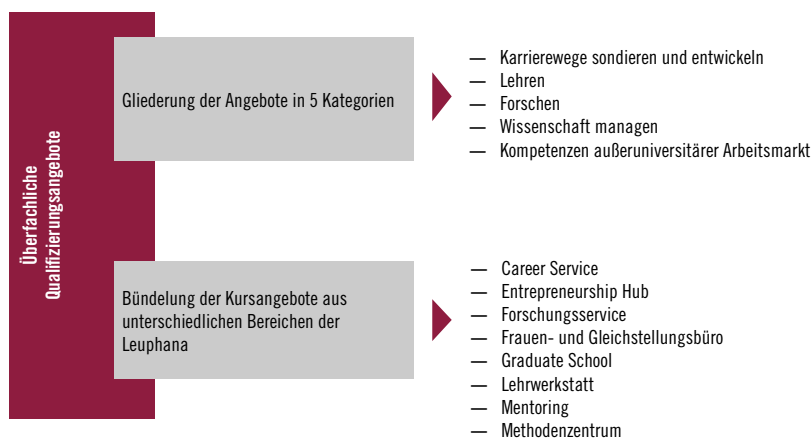 Überfachliche
Qualifizierungsangebote
Gliederung der Angebote in 5 Kategorien
— Karrierewege sondieren und entwickeln
— Lehren
— Forschen
— Wissenschaft managen
— Kompetenzen außeruniversitärer Arbeitsmarkt
Bündelung der Kursangebote aus
unterschiedlichen Bereichen der
Leuphana
— Career Service
— Entrepreneurship Hub
— Forschungsservice
— Frauen- und Gleichstellungsbüro
— Graduate School
— Lehrwerkstatt
— Mentoring
— Methodenzentrum